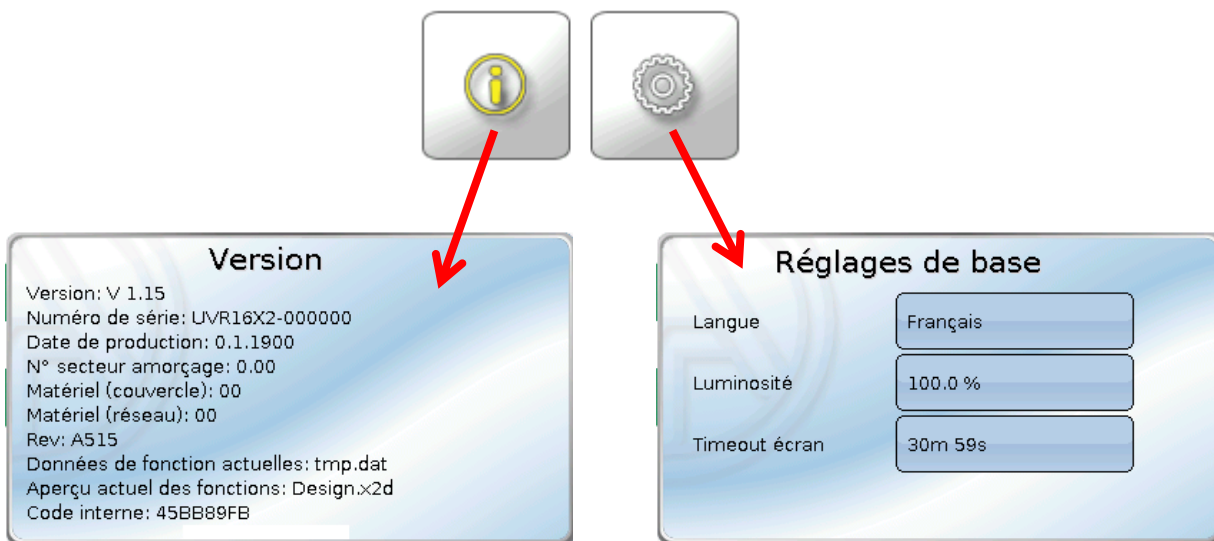 Version
Version: V 1.15
Numéro de série: UVR16X2-000000
Date de production: 0.1.1900
N° secteur amorçage: 0.00
Matériel (couvercle): 00
Matériel (réseau): 00
Rev: A515
Données de fonction actuelles: tmp.dat
Aperçu actuel des fonctions: Design.x2d
Code interne: 45BB89FB
Réglages de base
Langue Français
Luminosité 100.0 %
Timeout écran 30m 59s